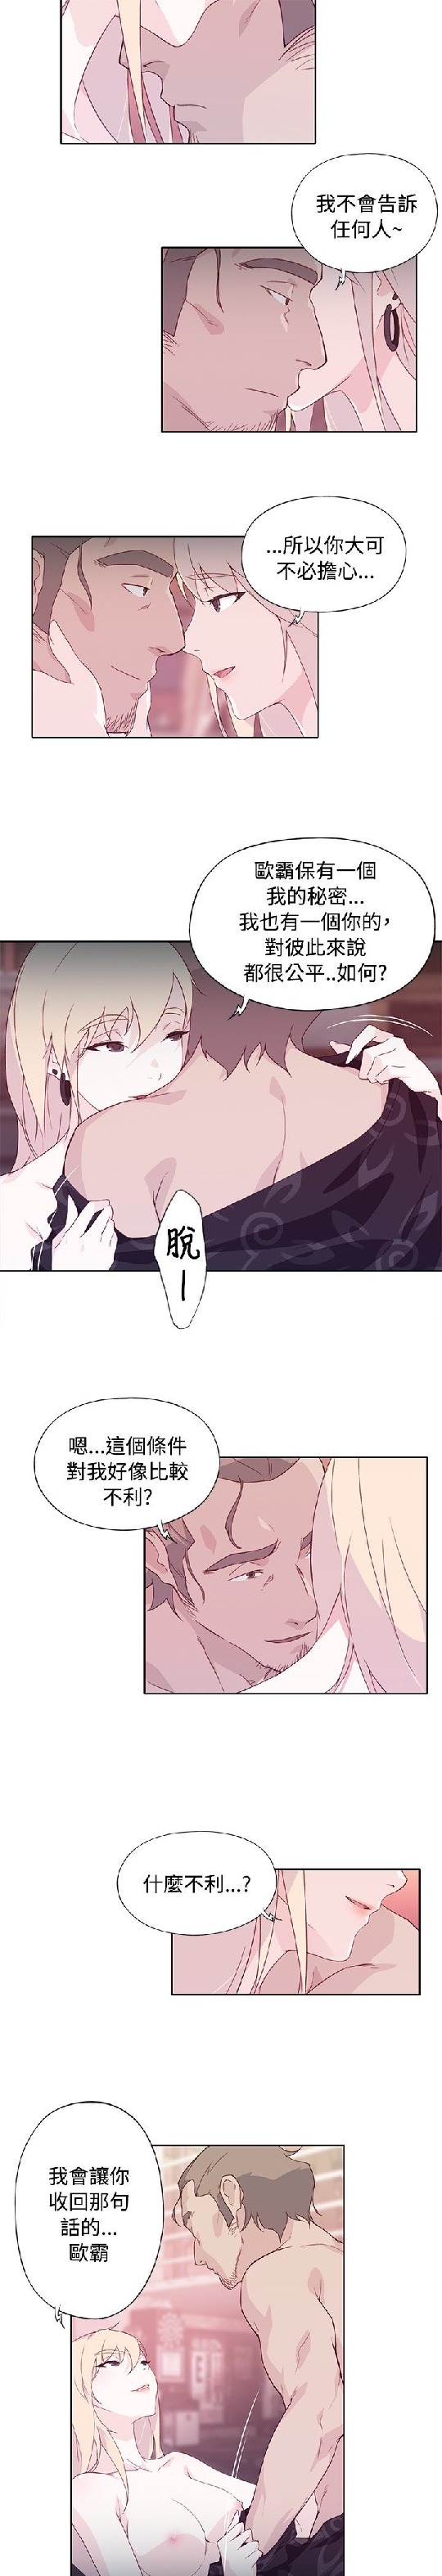 我不會告訴
任何人~
...所以你大可
不必擔心...
歐霸保有一個
我的秘密...
我也有一個你的,
對彼此來說
都很公平..如何?
脫
嗯...這個條件
對我好像比較
不利?
什麼不利...?
我會讓你
收回那句
話的...
歐霸